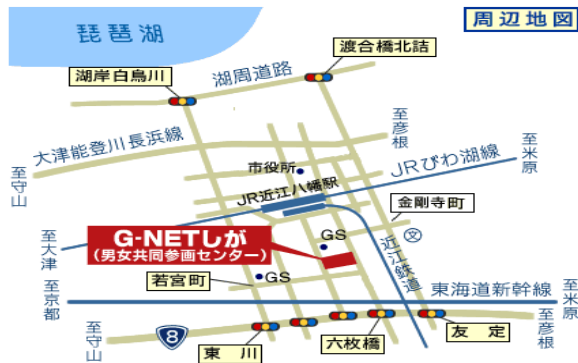 周辺地図
琵琶湖
渡合橋北詰
湖岸白鳥川
湖周道路
大津能登川長浜線
至彦根
至守山
市役所
JRびわ湖線
至米原
JR近江八幡駅
金剛寺町
G-NETしが
(男女共同参画センター)
GS
文
近江鉄道
至大津
GS
若宮町
至京都
東海道新幹線
至米原
至守山
8
東川
六枚橋
友定
至彦根